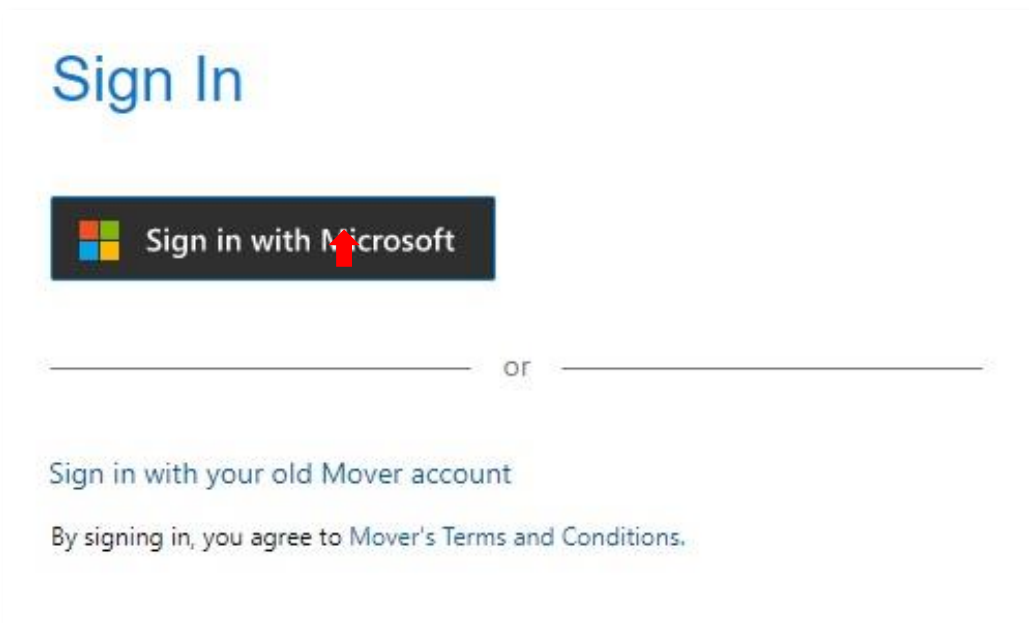 Sign In
Sign in with Microsoft
or
Sign in with your old Mover account
By signing in, you agree to Mover's Terms and Conditions.